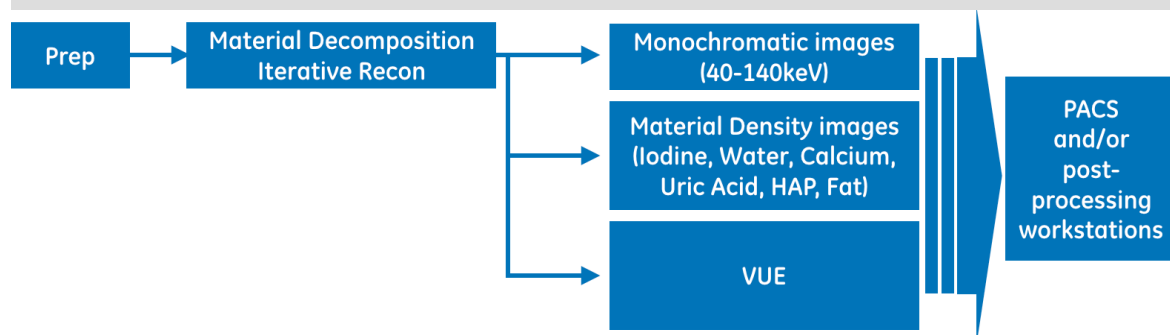 Prep
Material Decomposition
Iterative Recon
Monochromatic images
(40-140keV)
Material Density images
(Iodine, Water, Calcium,
Uric Acid, HAP, Fat)
VUE
PACS
and/or
post-
processing
workstations